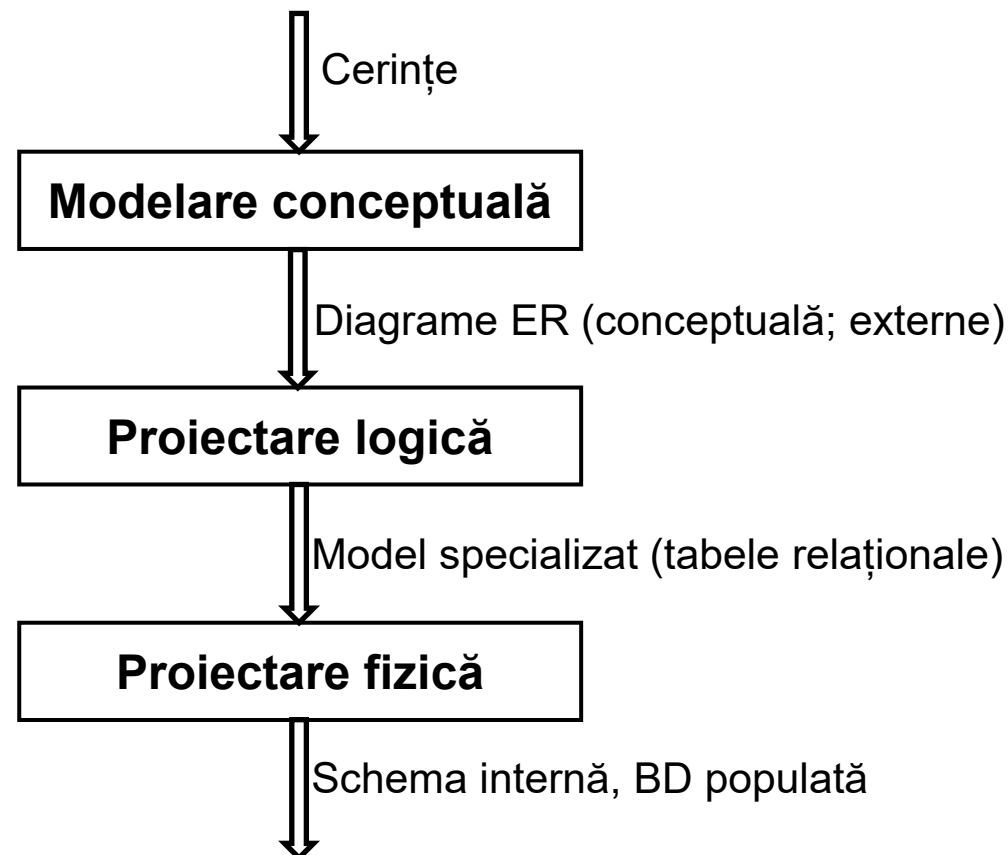 Cerințe
Modelare conceptuală
Diagrame ER (conceptuală; externe)
Proiectare logică
Model specializat (tabele relaționale)
Proiectare fizică
Schema internă, BD populată